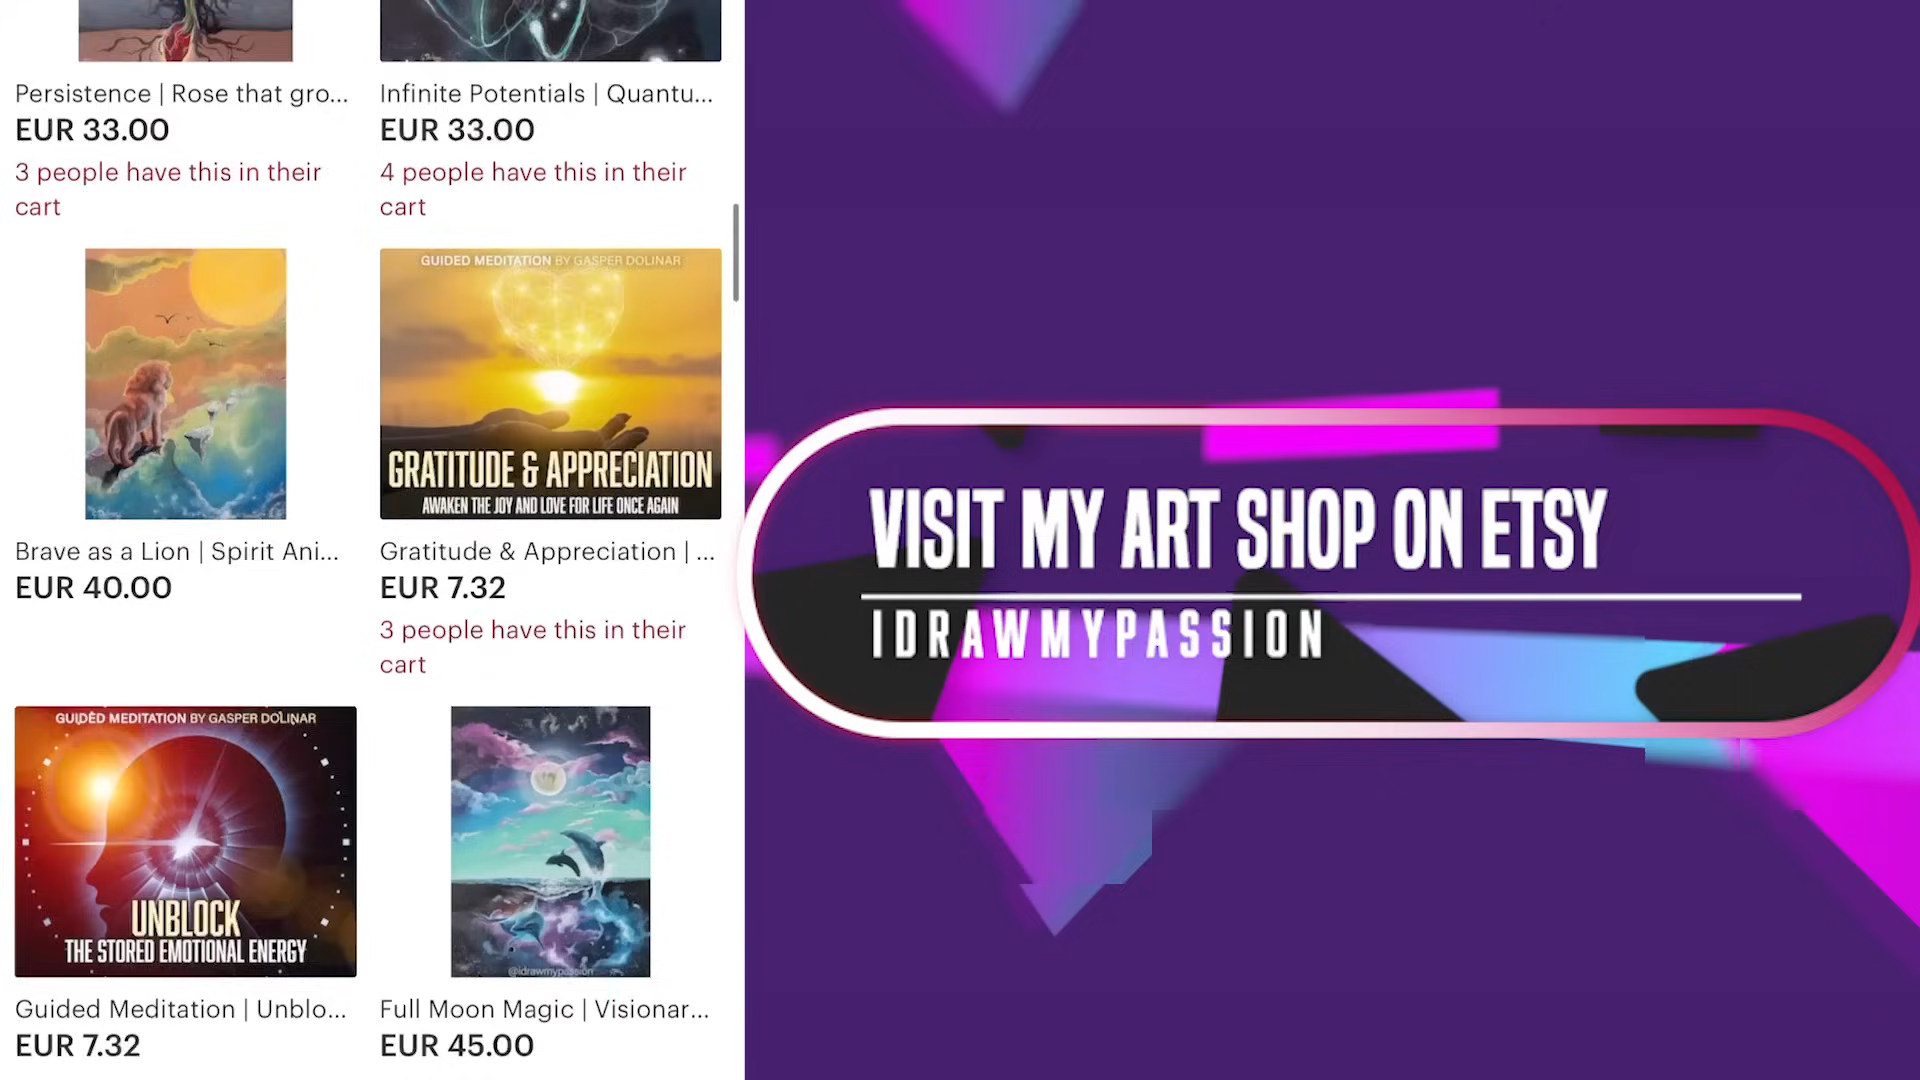 Persistence | Rose that gro...
EUR 33.00
3 people have this in their
cart
Infinite Potentials | Quantu...
EUR 33.00
4 people have this in their
cart
Brave as a Lion | Spirit Ani...
EUR 40.00
GUIDED MEDITATION BY GASPER DOLINAR
GRATITUDE & APPRECIATION
AWAKEN THE JOY AND LOVE FOR LIFE ONCE AGAIN
Gratitude & Appreciation | ...
EUR 7.32
3 people have this in their
cart
GUIDED MEDITATION BY GASPER DOLINAR
UNBLOCK
THE STORED EMOTIONAL ENERGY
Guided Meditation | Unblo...
EUR 7.32
@idrawmypassion
Full Moon Magic | Visionar...
EUR 45.00
VISIT MY ART SHOP ON ETSY
IDRAWMYPASSION